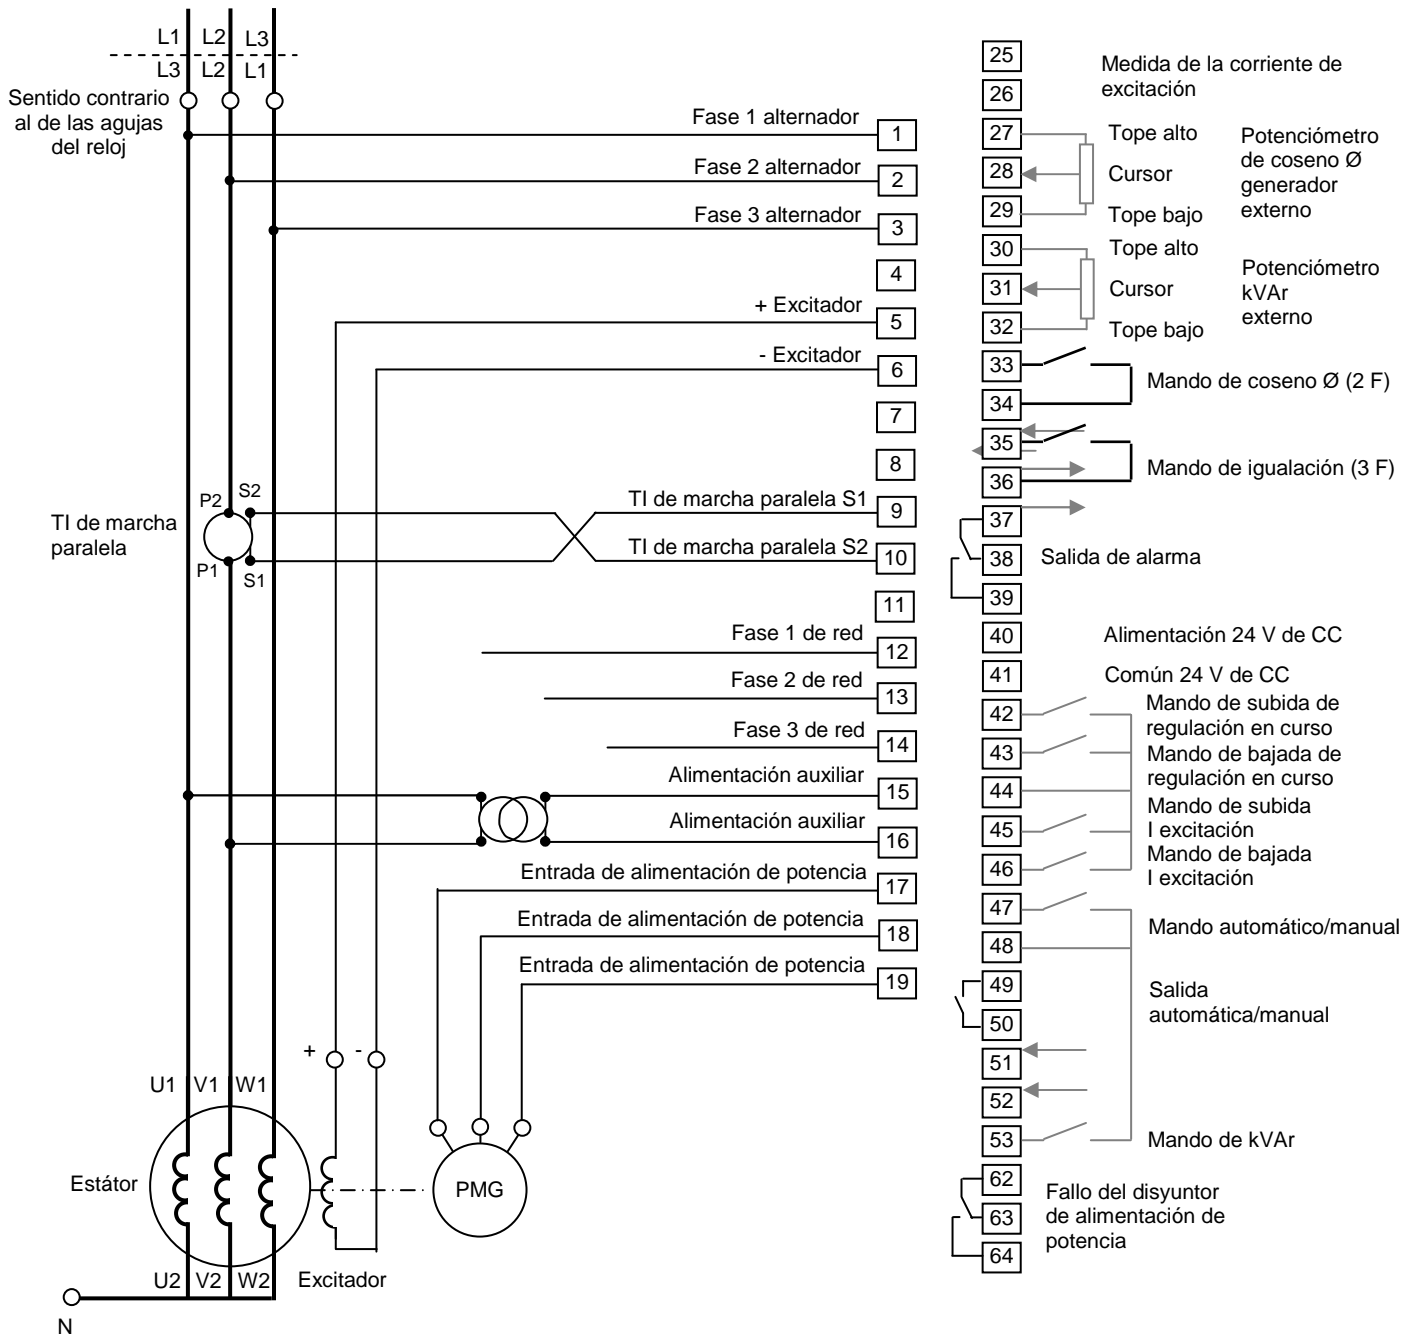 L1 L2 L3
L3 L2 L1
Sentido contrario
al de las agujas
del reloj
Fase 1 alternador
1
Fase 2 alternador
2
Fase 3 alternador
3
4
+ Excitador
5
- Excitador
6
7
8
P2 S2
TI de marcha
paralela
P1 S1
TI de marcha paralela S1
9
TI de marcha paralela S2
10
11
Fase 1 de red
12
Fase 2 de red
13
Fase 3 de red
14
Alimentación auxiliar
15
Alimentación auxiliar
16
Entrada de alimentación de potencia
17
Entrada de alimentación de potencia
18
Entrada de alimentación de potencia
19
+ -
U1 V1 W1
Estátor
PMG
U2 V2 W2
Excitador
N
25
Medida de la corriente de
excitación
26
27
Tope alto
28
Cursor
29
Tope bajo
Potenciómetro
de coseno Ø
generador
externo
30
Tope alto
31
Cursor
32
Tope bajo
Potenciómetro
kVAr
externo
33
Mando de coseno Ø (2 F)
34
35
Mando de igualación (3 F)
36
37
38
Salida de alarma
39
40
Alimentación 24 V de CC
41
Común 24 V de CC
42
Mando de subida de
regulación en curso
43
Mando de bajada de
regulación en curso
44
45
Mando de subida
I excitación
46
Mando de bajada
I excitación
47
Mando automático/manual
48
49
Salida
automática/manual
50
51
52
53
Mando de kVAr
62
Fallo del disyuntor
de alimentación de
potencia
63
64